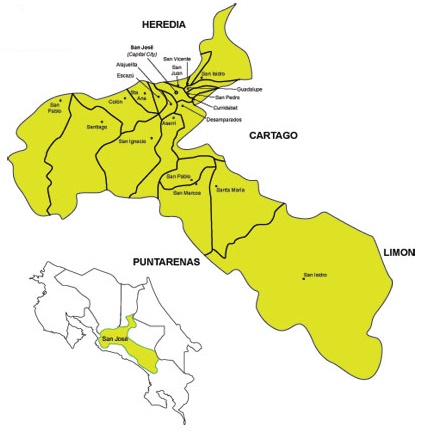 HEREDIA
San José
(Capital City)
San Vicente
San
Juan
Alajuelita
Escazú
San Isidro
Guadalupe
San Pedro
Curridabat
Desamparados
Sta
Ana
Colón
San
Pablo
Santiago
Aserrí
San Ignacio
CARTAGO
San Pablo
San Marcos
Santa Maria
LIMON
PUNTARENAS
San Isidro
San José